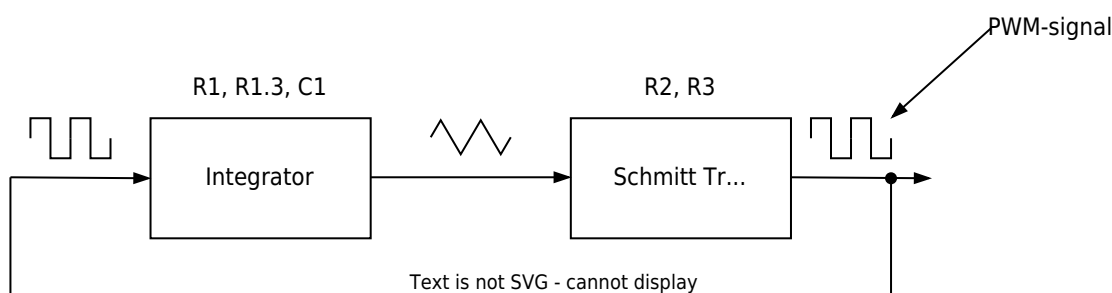 PWM-signal
R1, R1.3, C1
R2, R3
Integrator
Schmitt Tr...
Text is not SVG - cannot display